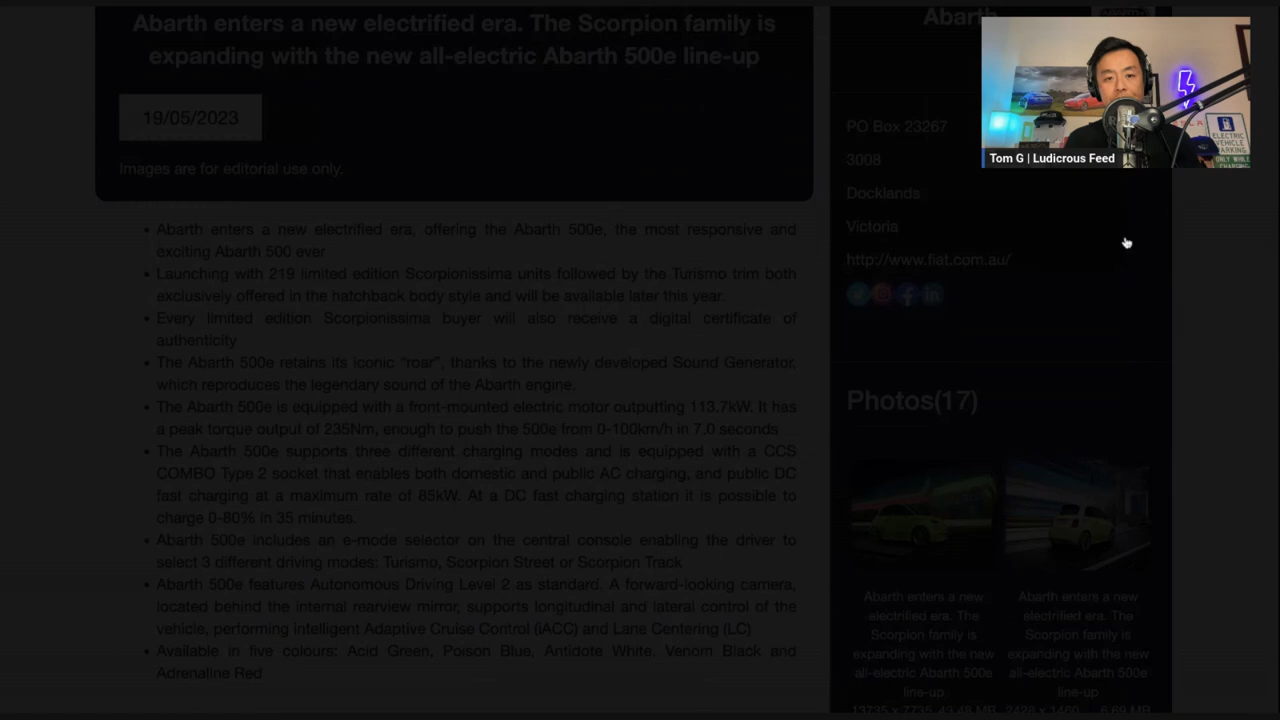 Abarth enters a new electrified era. The Scorpion family is
expanding with the new all-electric Abarth 500e line-up
19/05/2023
Images are for editorial use only.
• Abarth enters a new electrified era, offering the Abarth 500e, the most responsive and
exciting Abarth 500 ever
• Launching with 219 limited edition Scorpionissima units followed by the Turismo trim both
exclusively offered in the hatchback body style and will be available later this year.
• Every limited edition Scorpionissima buyer will also receive a digital certificate of
authenticity
• The Abarth 500e retains its iconic "roar", thanks to the newly developed Sound Generator,
which reproduces the legendary sound of the Abarth engine.
• The Abarth 500e is equipped with a front-mounted electric motor outputting 113.7kW. It has
a peak torque output of 235Nm, enough to push the 500e from 0-100km/h in 7.0 seconds
• The Abarth 500e supports three different charging modes and is equipped with a CCS
COMBO Type 2 socket that enables both domestic and public AC charging, and public DC
fast charging at a maximum rate of 85kW. At a DC fast charging station it is possible to
charge 0-80% in 35 minutes.
• Abarth 500e includes an e-mode selector on the central console enabling the driver to
select 3 different driving modes: Turismo, Scorpion Street or Scorpion Track
• Abarth 500e features Autonomous Driving Level 2 as standard. A forward-looking camera,
located behind the internal rearview mirror, supports longitudinal and lateral control of the
vehicle, performing intelligent Adaptive Cruise Control (iACC) and Lane Centering (LC)
• Available in five colours: Acid Green, Poison Blue, Antidote White, Venom Black and
Adrenaline Red
Abarth
PO Box 23267
3008
Docklands
Victoria
http://www.fiat.com.au/
Photos(17)
Abarth enters a new
electrified era. The
Scorpion family is
expanding with the new
all-electric Abarth 500e
line-up
13735 x 7735 43.48 MB
Abarth enters a new
electrified era. The
Scorpion family is
expanding with the new
all-electric Abarth 500e
line-up
2428 x 1460 6.69 MB
Tom G | Ludicrous Feed
ELECTRIC
VEHICLE
PARKING
ONLY WHILE
CHARGING